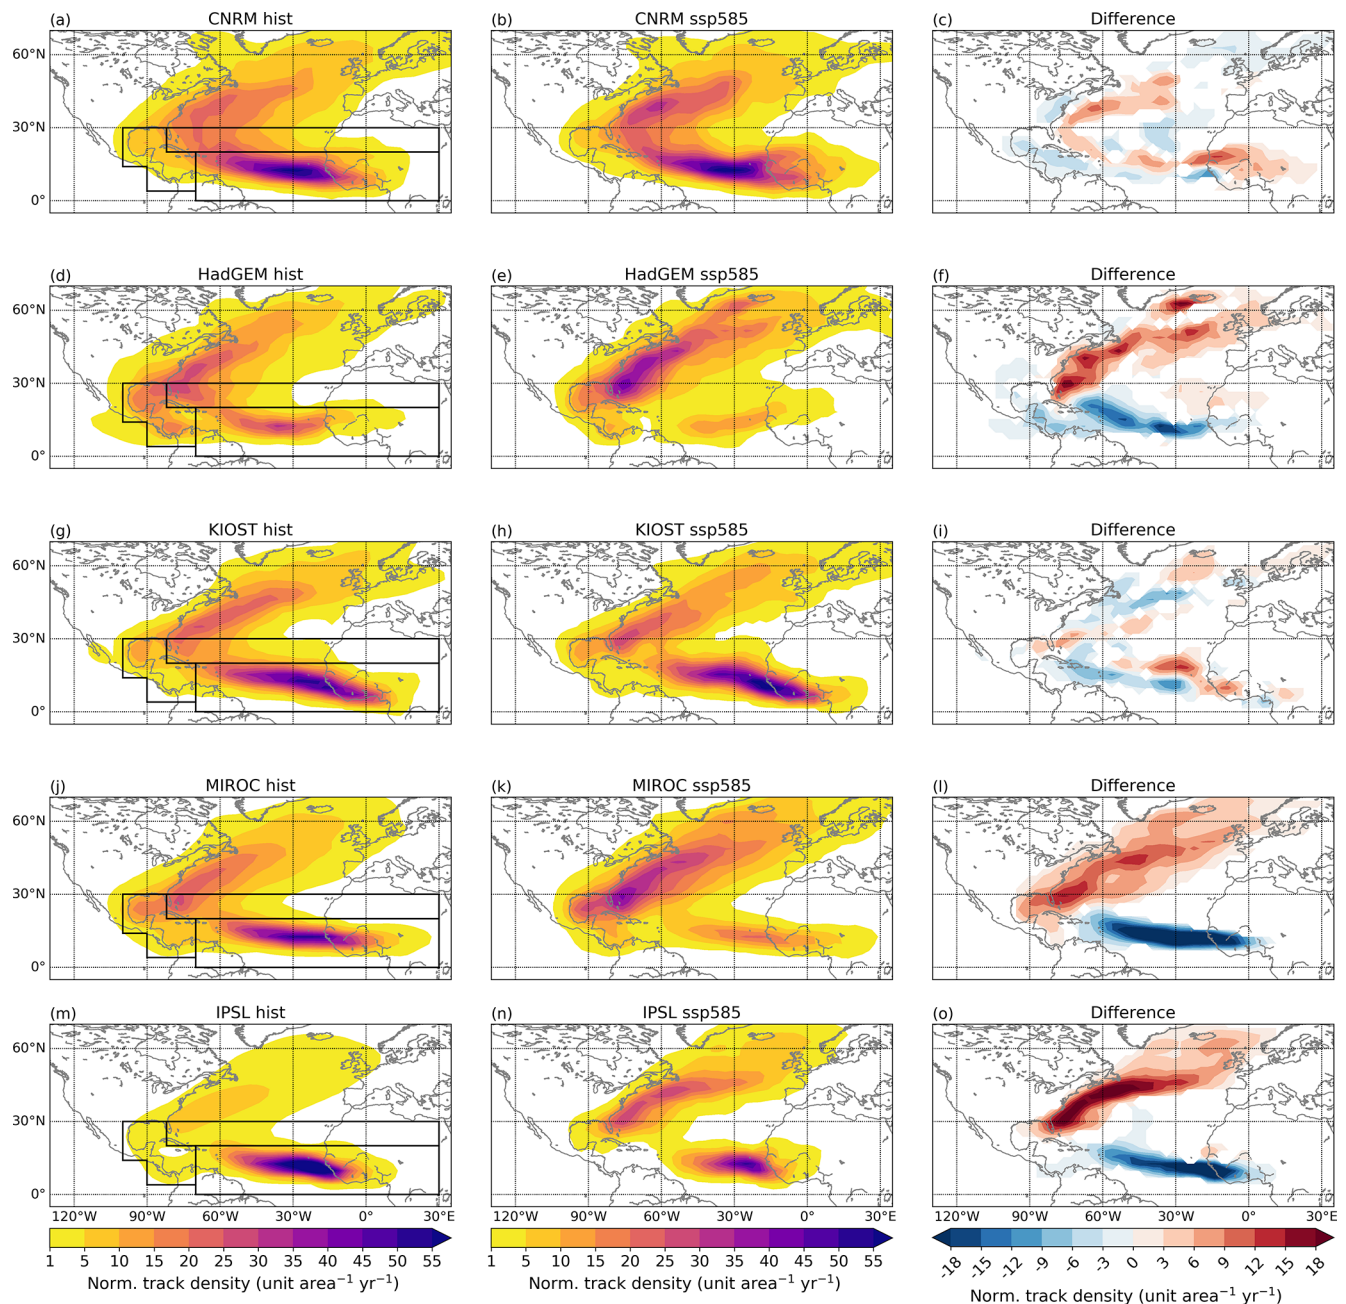 (a) CNRM hist
(b) CNRM ssp585
(c) Difference
60°N
30°N
0°
(d) HadGEM hist
(e) HadGEM ssp585
(f) Difference
60°N
30°N
0°
(g) KIOST hist
(h) KIOST ssp585
(i) Difference
60°N
30°N
0°
(j) MIROC hist
(k) MIROC ssp585
(l) Difference
60°N
30°N
0°
(m) IPSL hist
(n) IPSL ssp585
(o) Difference
60°N
30°N
0°
120°W 90°W 60°W 30°W 0° 30°E
120°W 90°W 60°W 30°W 0° 30°E
120°W 90°W 60°W 30°W 0° 30°E
1 5 10 15 20 25 30 35 40 45 50 55
1 5 10 15 20 25 30 35 40 45 50 55
-18 -15 -12 -9 -6 -3 0 3 6 9 12 15 18
Norm. track density (unit area⁻¹ yr⁻¹)
Norm. track density (unit area⁻¹ yr⁻¹)
Norm. track density (unit area⁻¹ yr⁻¹)